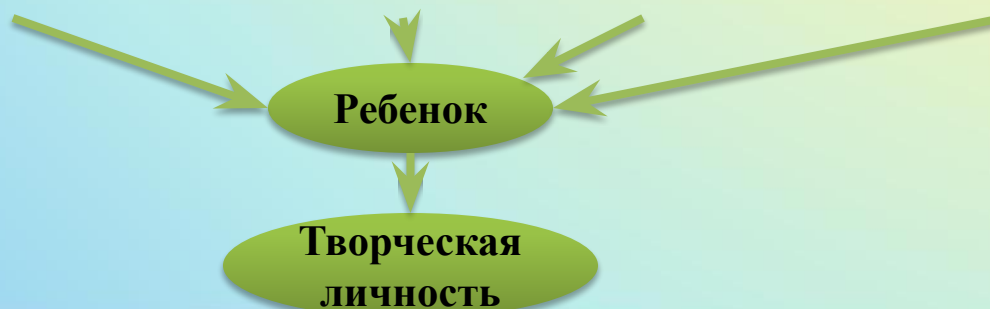 Ребенок
Творческая
личность